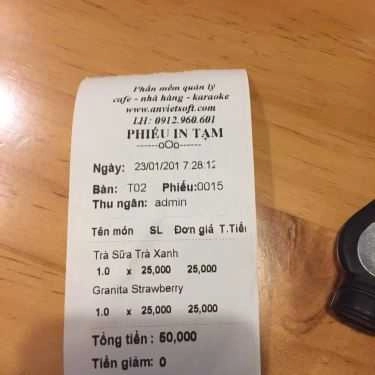 Phần mềm quản lý
cafe - nhà hàng - karaoke
www.anvietsoft.com
LH: 0912.960.601
PHIẾU IN TẠM
------oOo------
Ngày: 23/01/201 7:28:12
Bàn: T02 Phiếu:0015
Thu ngân: admin
Tên món SL Đơn giá T.Tiề
Trà Sữa Trà Xanh
1.0 x 25,000 25,000
Granita Strawberry
1.0 x 25,000 25,000
Tổng tiền : 50,000
Tiền giảm: 0